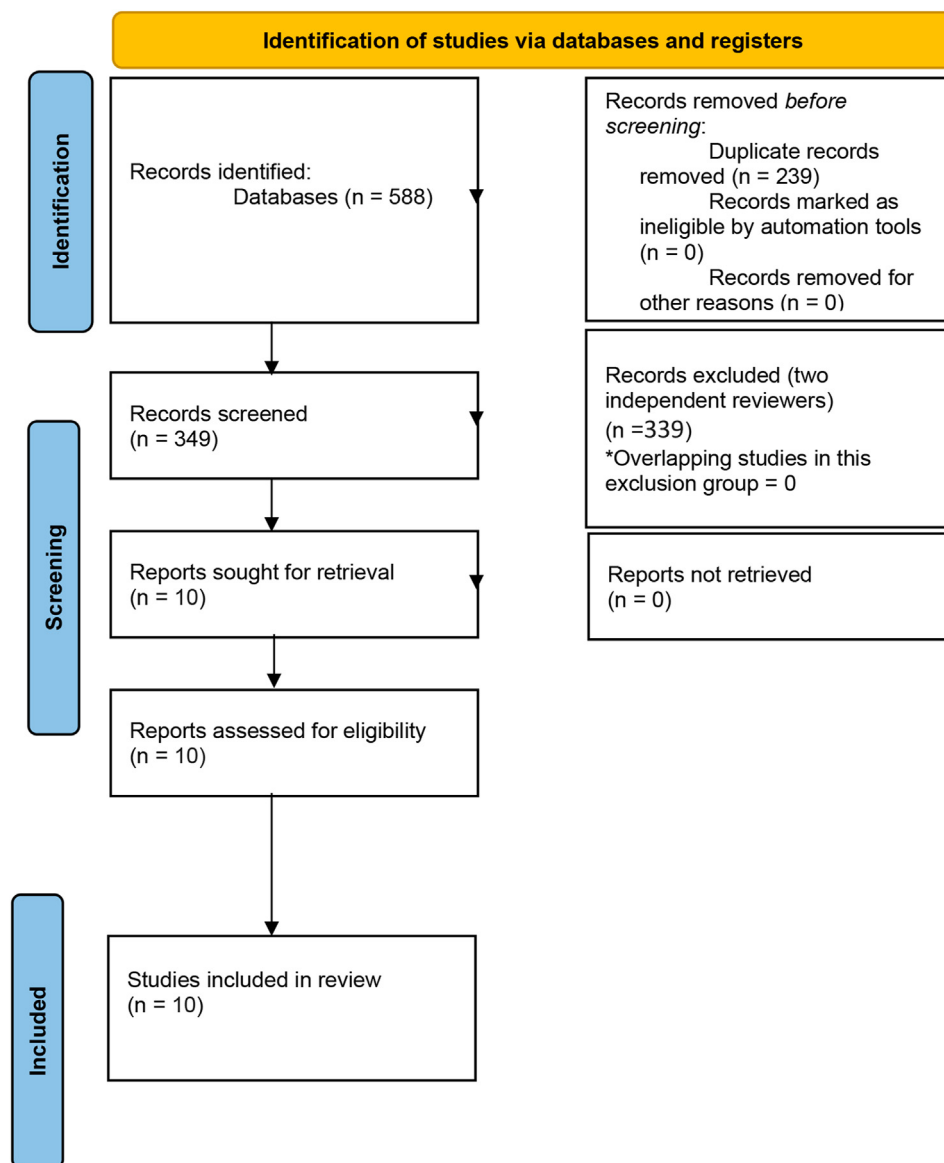 Identification of studies via databases and registers
Identification
Records identified:
Databases (n = 588)
Records removed before
screening:
Duplicate records
removed (n = 239)
Records marked as
ineligible by automation tools
(n = 0)
Records removed for
other reasons (n = 0)
Screening
Records screened
(n = 349)
Records excluded (two
independent reviewers)
(n =339)
*Overlapping studies in this
exclusion group = 0
Reports sought for retrieval
(n = 10)
Reports not retrieved
(n = 0)
Reports assessed for eligibility
(n = 10)
Included
Studies included in review
(n = 10)